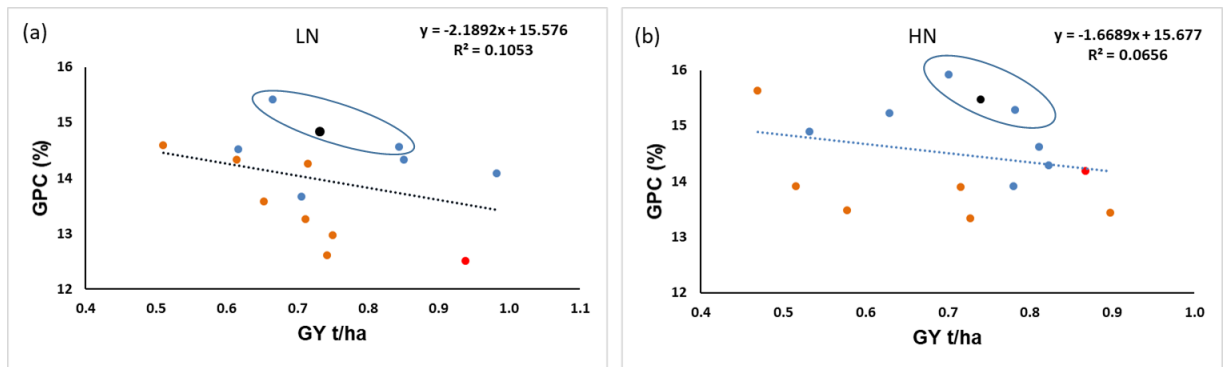 (a)
LN
y = -2.1892x + 15.576
R² = 0.1053
16
15
14
13
12
GPC (%)
0.4 0.5 0.6 0.7 0.8 0.9 1.0 1.1
GY t/ha
(b)
HN
y = -1.6689x + 15.677
R² = 0.0656
16
15
14
13
12
GPC (%)
0.4 0.5 0.6 0.7 0.8 0.9 1.0
GY t/ha